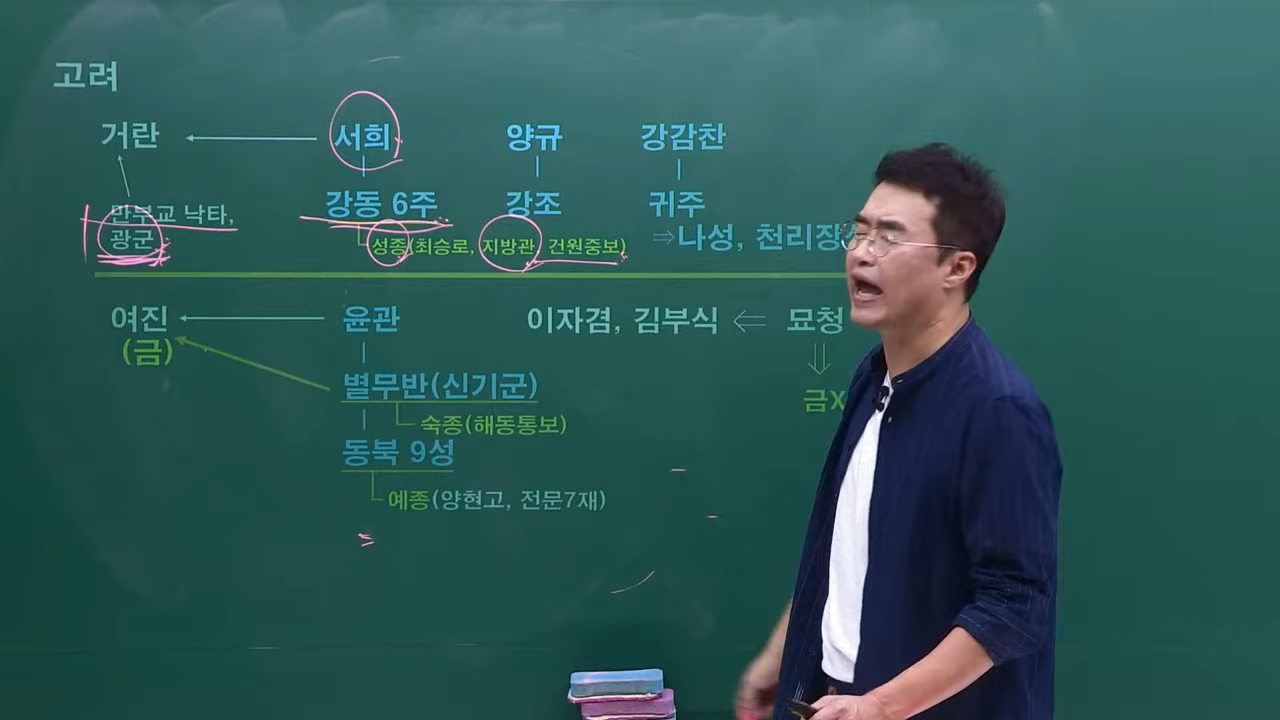 고려
거란 서희 양규 강감찬
만부교 낙타, 강동 6주 강조 귀주
광군 성종(최승로, 지방관, 건원중보) ⇒나성, 천리장
여진 윤관 이자겸, 김부식 ⇐ 묘청
(금) ⇓
별무반(신기군) 금X
숙종(해동통보)
동북 9성
예종(양현고, 전문7재)